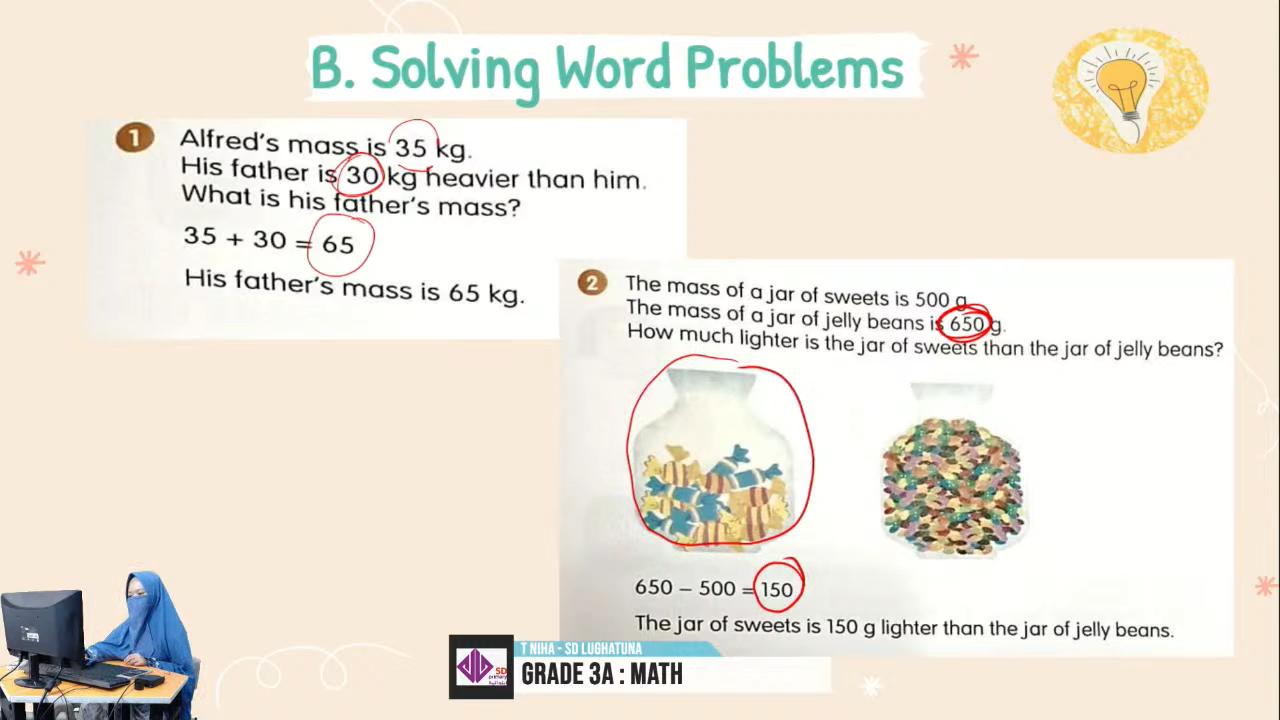 B. Solving Word Problems
1
Alfred's mass is 35 kg.
His father is 30 kg heavier than him.
What is his father's mass?
35 + 30 = 65
His father's mass is 65 kg.
2
The mass of a jar of sweets is 500 g.
The mass of a jar of jelly beans is 650 g.
How much lighter is the jar of sweets than the jar of jelly beans?
650 – 500 = 150
The jar of sweets is 150 g lighter than the jar of jelly beans.
T NIHA - SD LUGHATUNA
GRADE 3A : MATH
SD